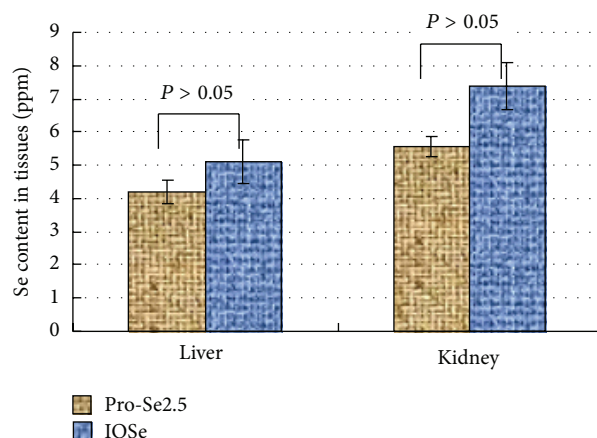 9
8
7
6
5
4
3
2
1
0
Se content in tissues (ppm)
P > 0.05
P > 0.05
Liver
Kidney
Pro-Se2.5
IOSe